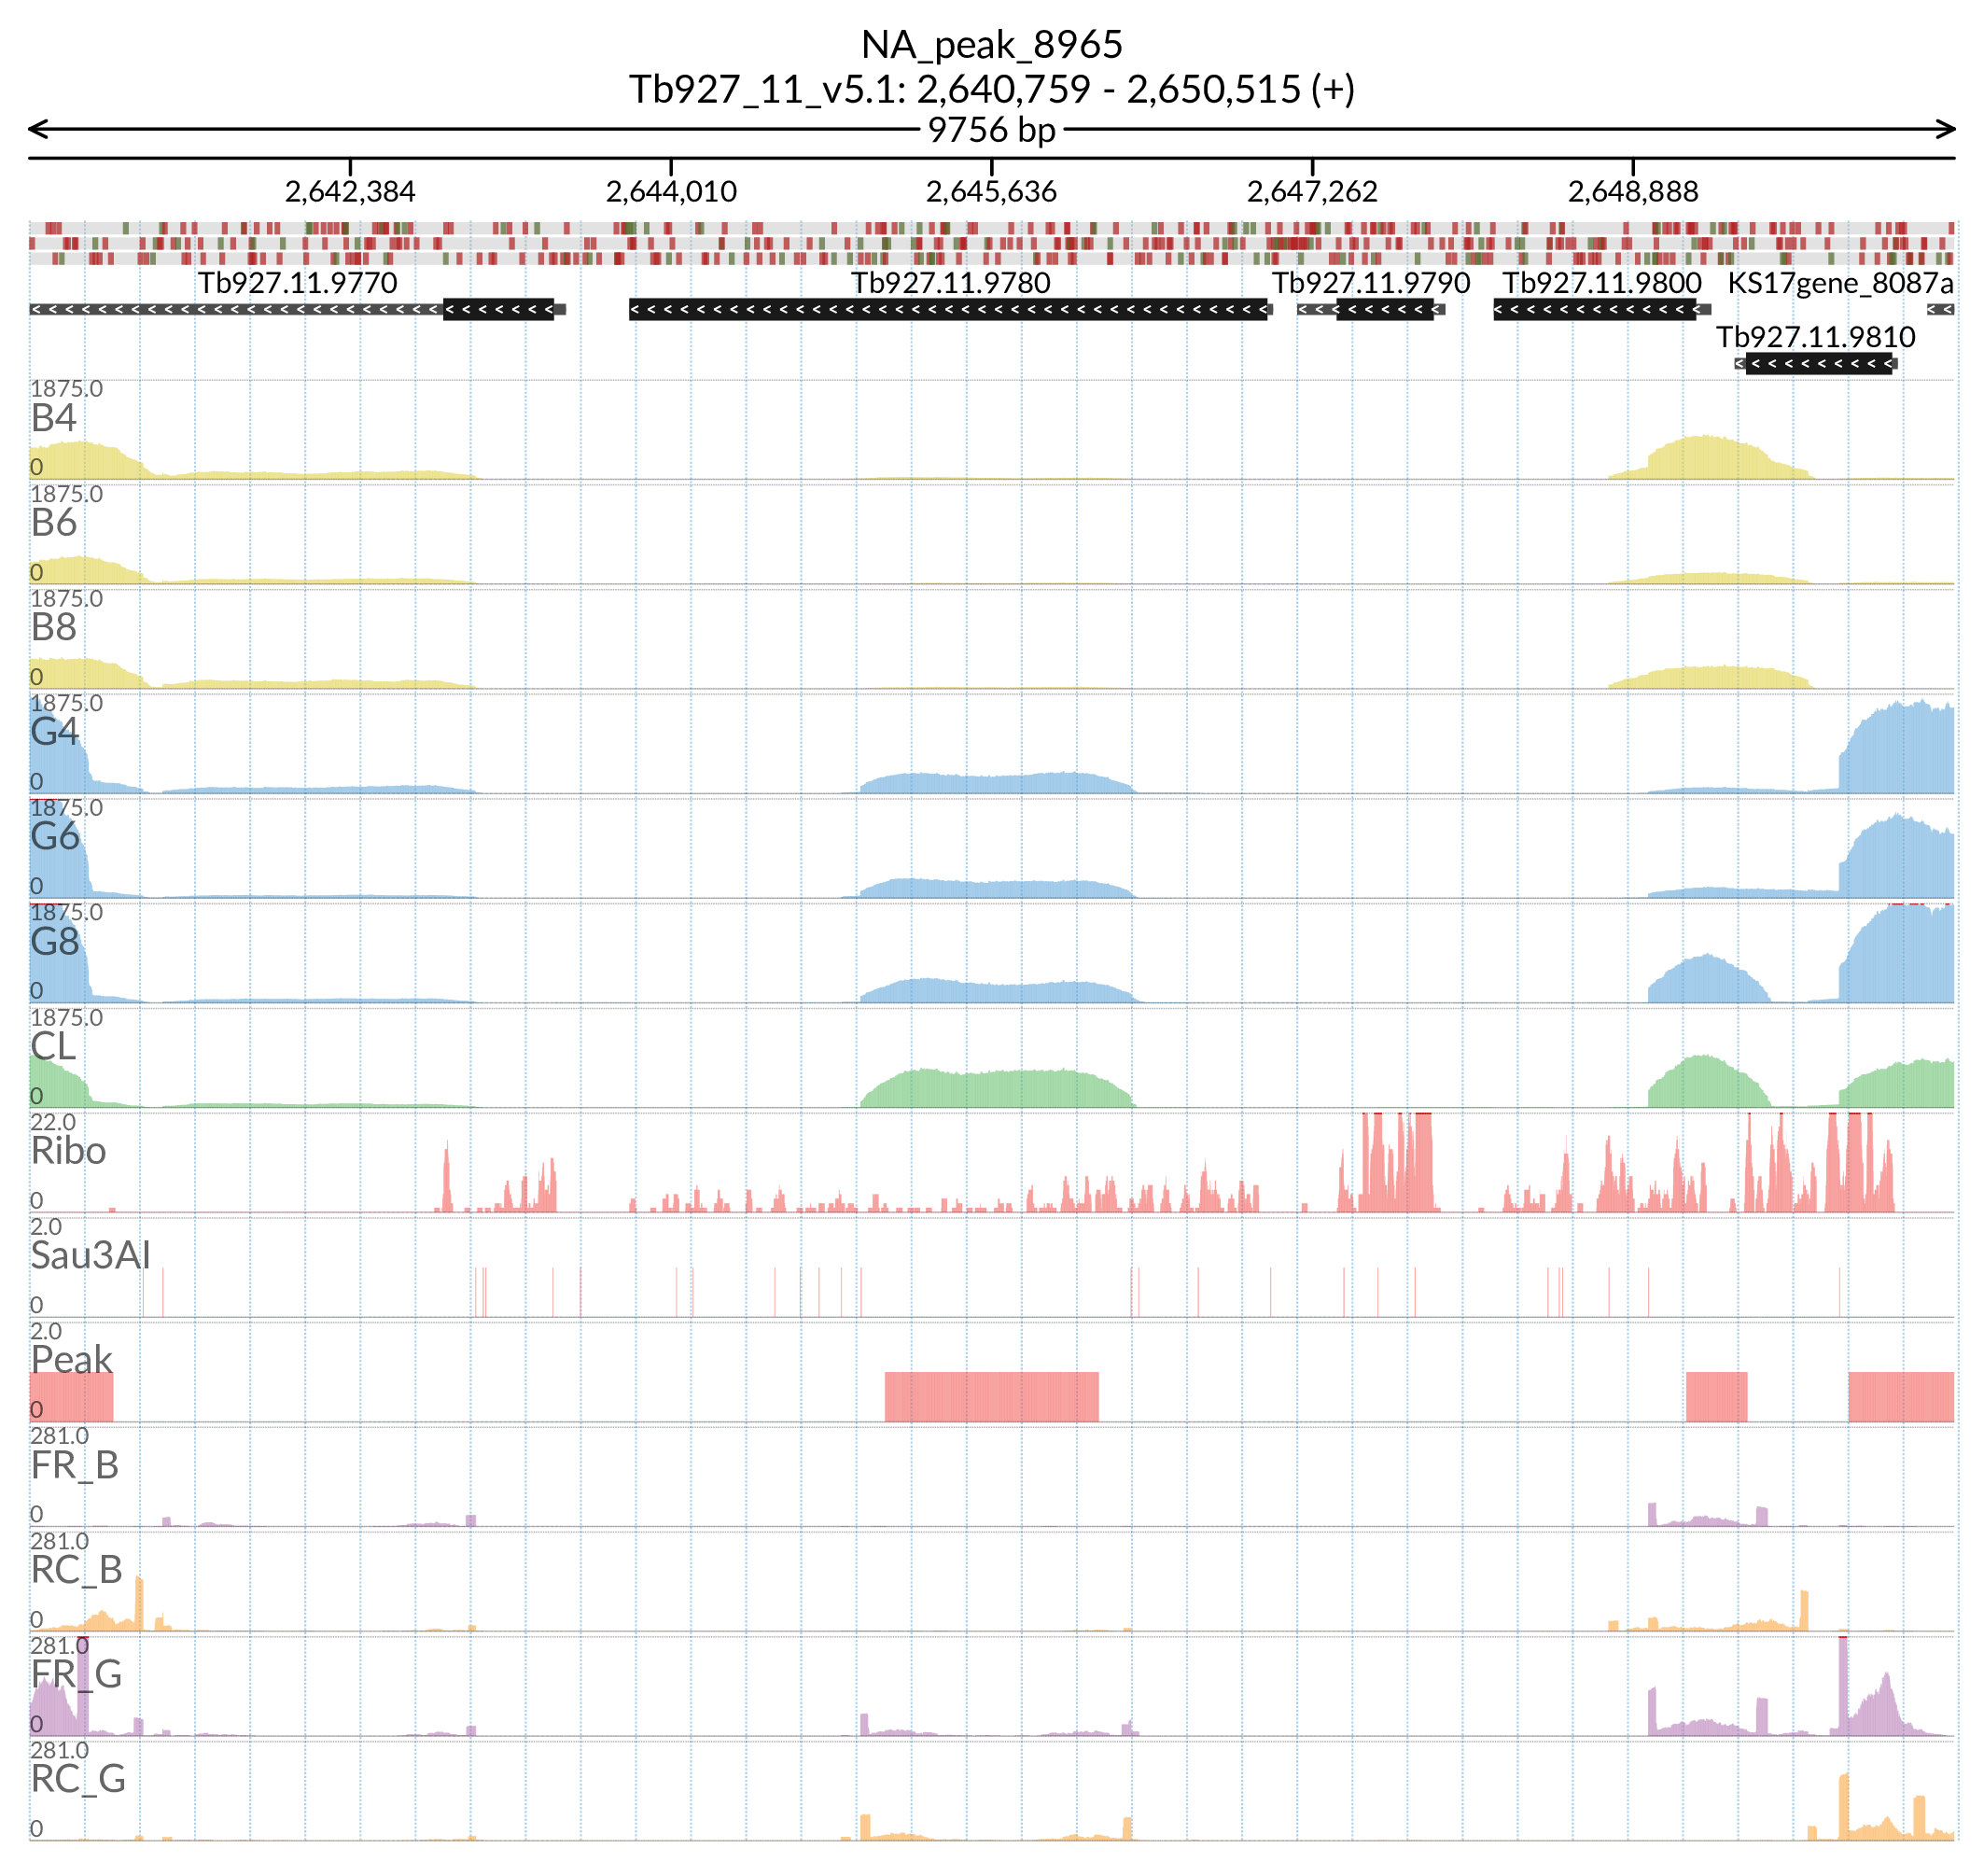 NA_peak_8965
Tb927_11_v5.1: 2,640,759 - 2,650,515 (+)
9756 bp
2,642,384 2,644,010 2,645,636 2,647,262 2,648,888
Tb927.11.9770 Tb927.11.9780 Tb927.11.9790 Tb927.11.9800 KS17gene_8087a
Tb927.11.9810
1875.0
B4
0
1875.0
B6
0
1875.0
B8
0
1875.0
G4
0
1875.0
G6
0
1875.0
G8
0
1875.0
CL
0
22.0
Ribo
0
2.0
Sau3AI
0
2.0
Peak
0
281.0
FR_B
0
281.0
RC_B
0
281.0
FR_G
0
281.0
RC_G
0